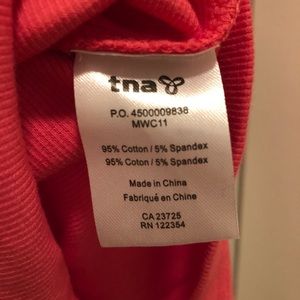 tna
P.O. 4500009838
MWC11
95% Cotton / 5% Spandex
95% Cotton / 5% Spandex
Made in China
Fabriqué en Chine
CA 23725
RN 122354